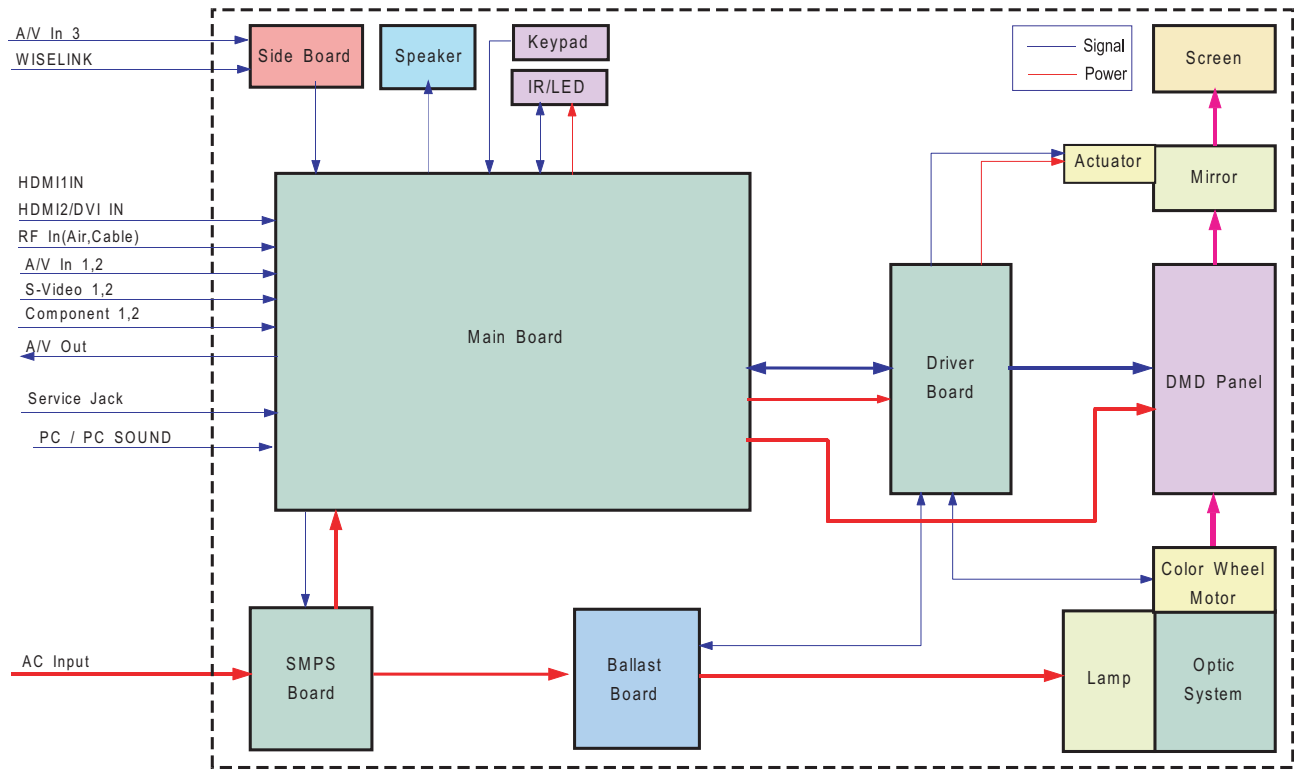 A/V In 3
WISELINK
Side Board
Speaker
Keypad
IR/LED
Signal
Power
Screen
Actuator
Mirror
HDMI1IN
HDMI2/DVI IN
RF In(Air,Cable)
A/V In 1,2
S-Video 1,2
Component 1,2
A/V Out
Service Jack
PC / PC SOUND
Main Board
Driver
Board
DMD Panel
Color Wheel
Motor
AC Input
SMPS
Board
Ballast
Board
Lamp
Optic
System